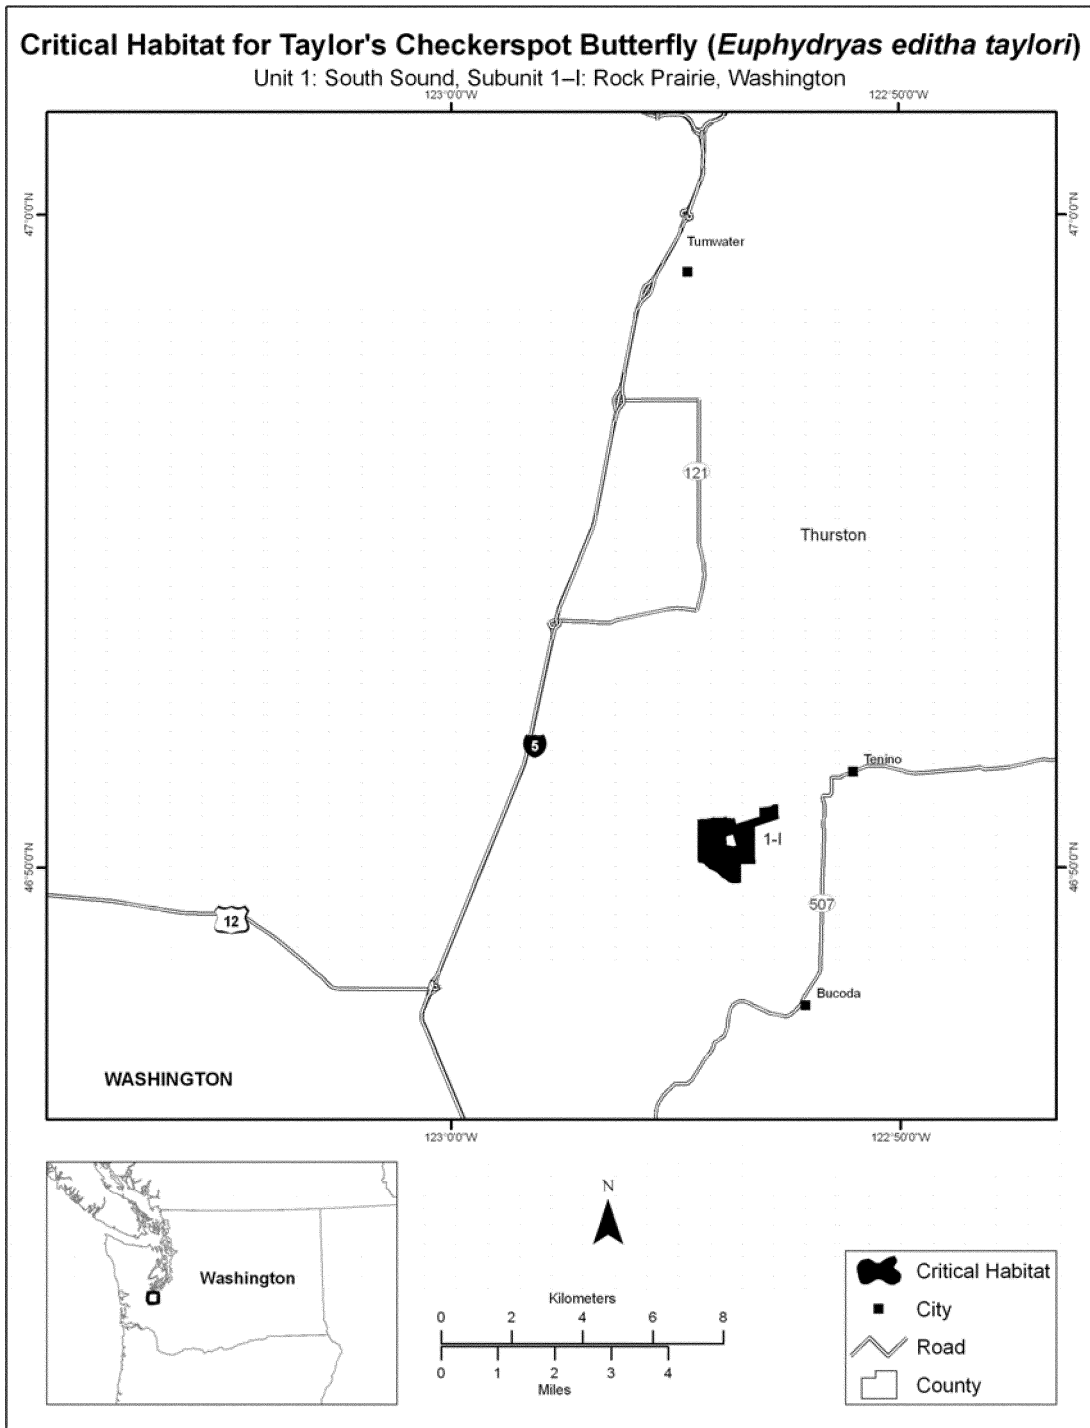 Critical Habitat for Taylor's Checkerspot Butterfly (Euphydryas editha taylori)
Unit 1: South Sound, Subunit 1–I: Rock Prairie, Washington
123°0'0"W 122°50'0"W
47°0'0"N 47°0'0"N
Tumwater
121
Thurston
5
Tenino
1-I
46°50'0"N 46°50'0"N
507
12
Bucoda
WASHINGTON
123°0'0"W 122°50'0"W
Washington
N
Kilometers
0 2 4 6 8
0 1 2 3 4
Miles
Critical Habitat
City
Road
County